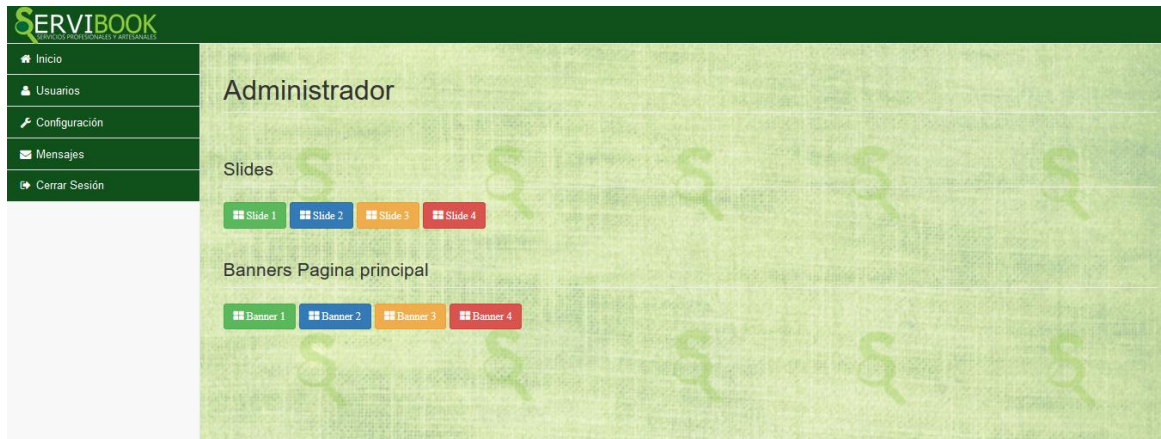 SERVIBOOK
SERVICIOS PROFESIONALES Y ARTESANALES
Inicio
Usuarios
Configuración
Mensajes
Cerrar Sesión
Administrador
Slides
Slide 1 Slide 2 Slide 3 Slide 4
Banners Pagina principal
Banner 1 Banner 2 Banner 3 Banner 4